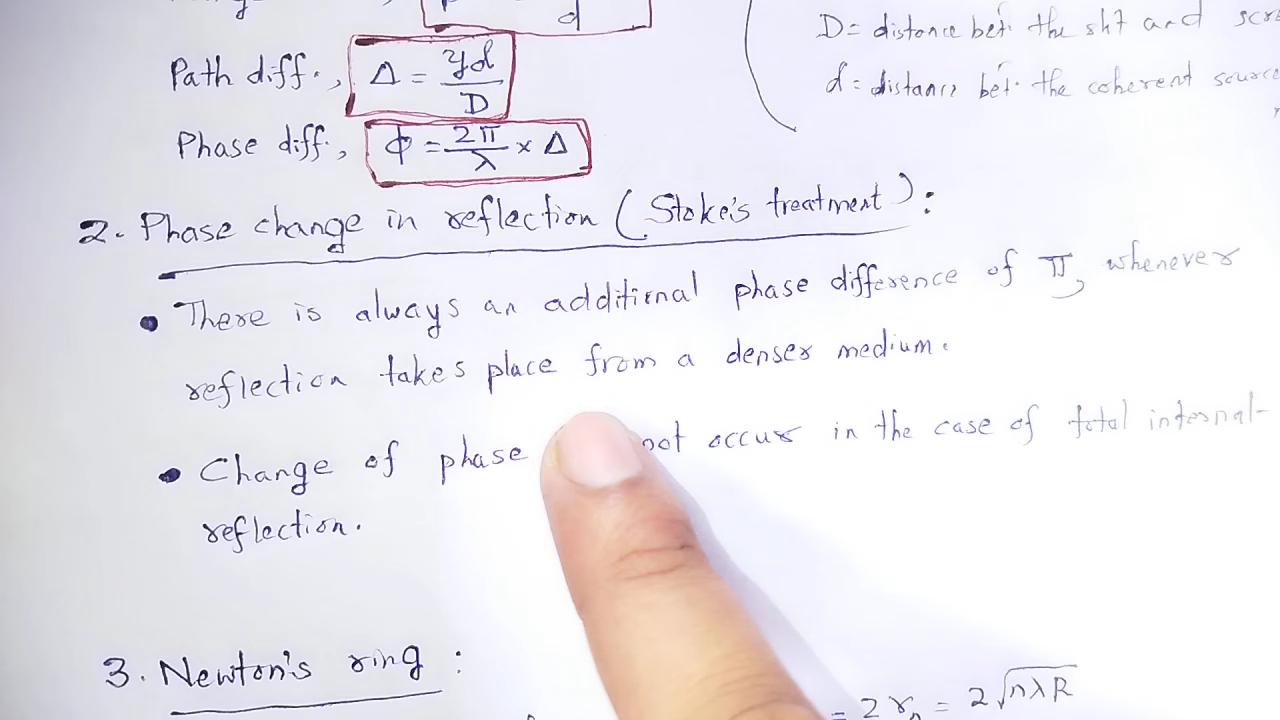 d
D = distance bet. the slit and
Path diff., Δ = yd/D
d = distance bet. the coherent source
Phase diff., ϕ = 2π/λ × Δ
2. Phase change in reflection (Stoke's treatment):
• There is always an additional phase difference of π, whenever
reflection takes place from a denser medium.
• Change of phase not occur in the case of total internal-
reflection.
3. Newton's ring :
= 2rₙ = 2√nλR